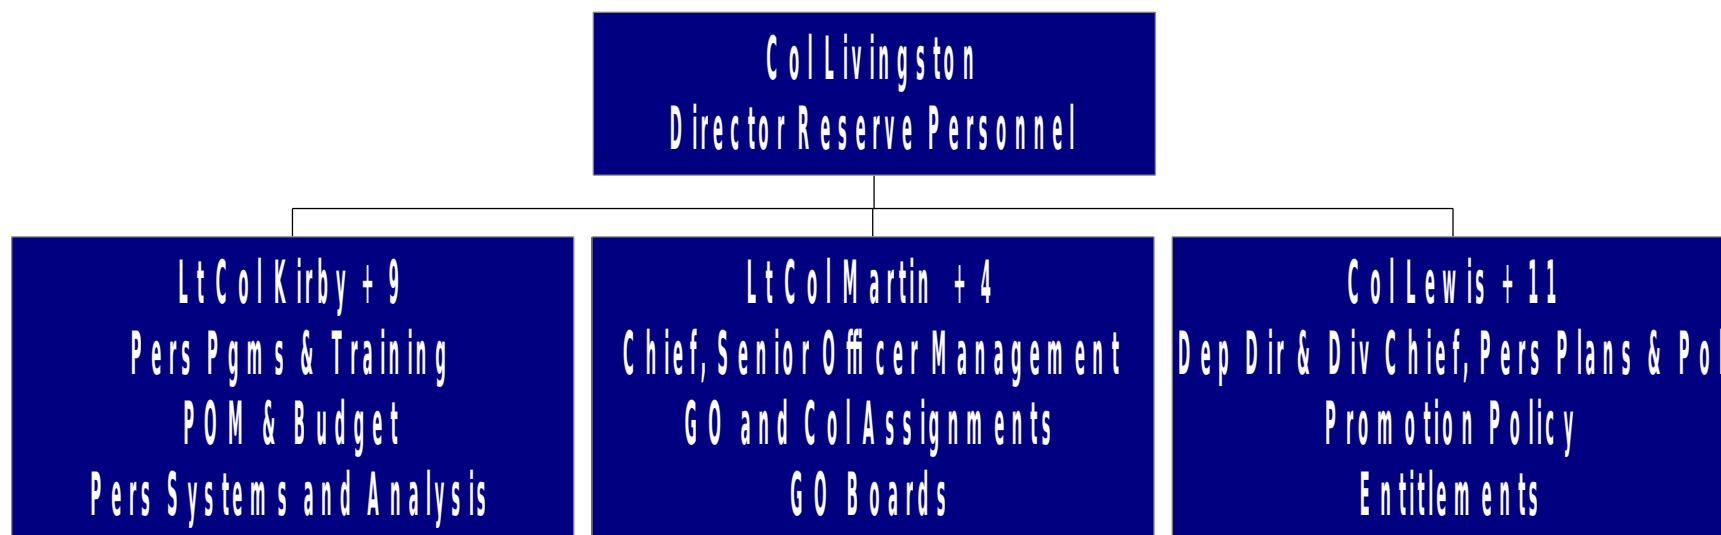 Col Livingston
Director Reserve Personnel
Lt Col Kirby + 9
Pers Pgms & Training
POM & Budget
Pers Systems and Analysis
Lt Col Martin + 4
Chief, Senior Officer Management
GO and Col Assignments
GO Boards
Col Lewis + 11
Dep Dir & Div Chief, Pers Plans & Pol
Promotion Policy
Entitlements